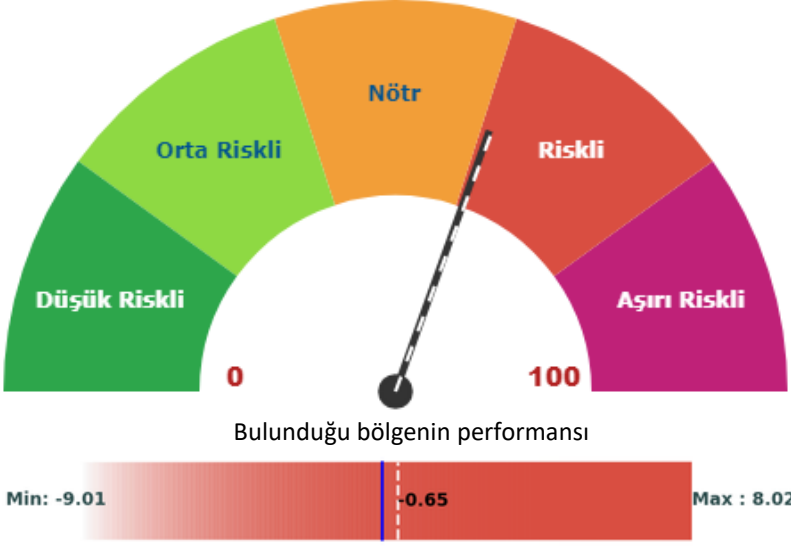 Nötr
Orta Riskli
Riskli
Düşük Riskli
Aşırı Riskli
0
100
Bulunduğu bölgenin performansı
Min: -9.01
-0.65
Max : 8.02